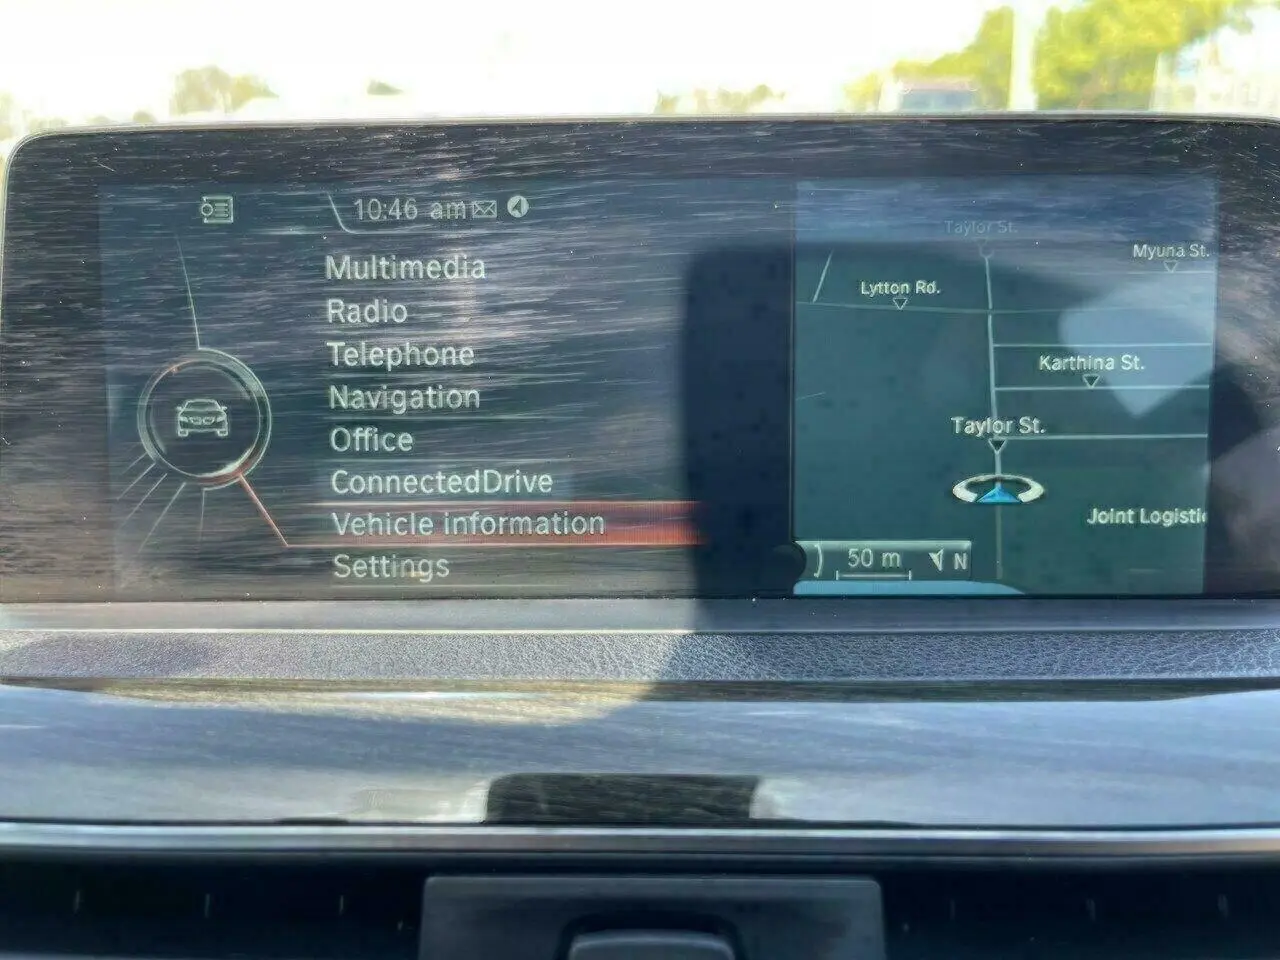 10:46 am
Multimedia
Radio
Telephone
Navigation
Office
ConnectedDrive
Vehicle information
Settings
Taylor St.
Myuna St.
Lytton Rd.
Karthina St.
Taylor St.
Joint Logistic
50 m
N